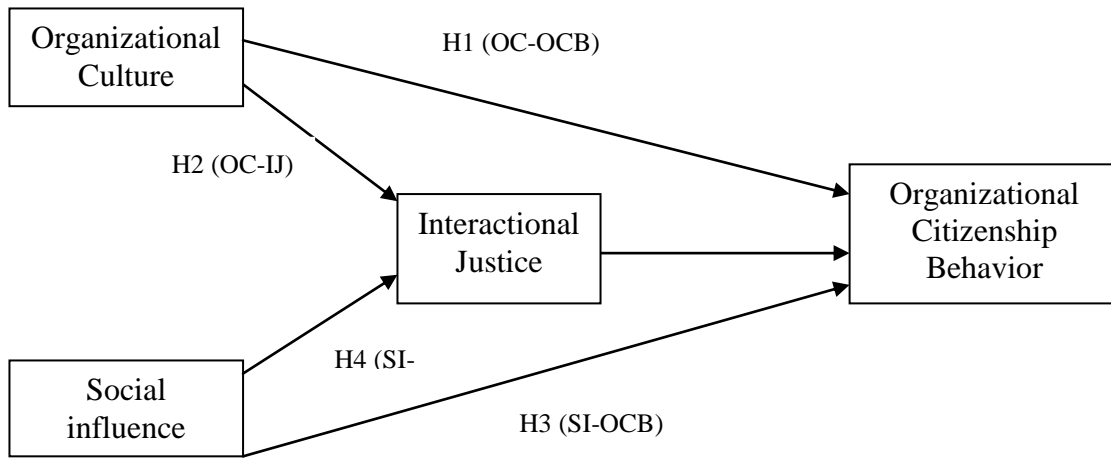 Organizational
Culture
H1 (OC-OCB)
H2 (OC-IJ)
Interactional
Justice
Organizational
Citizenship
Behavior
H4 (SI-
Social
influence
H3 (SI-OCB)